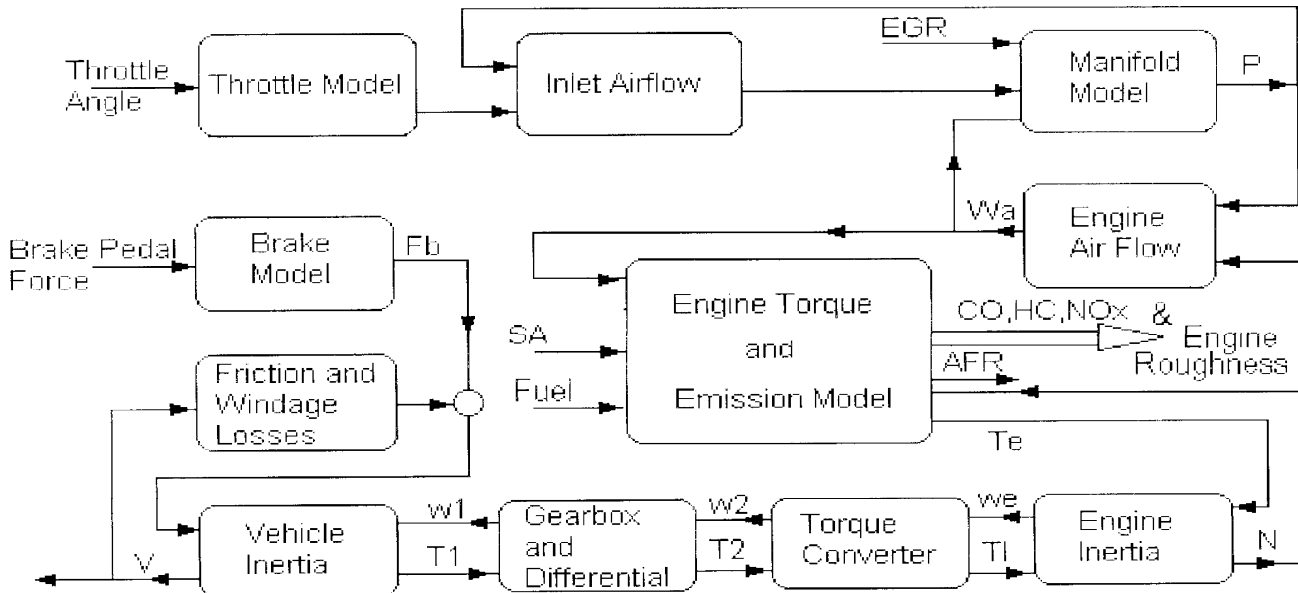 EGR
Throttle
Angle
Throttle Model
Inlet Airflow
Manifold
Model
P
Wa
Engine
Air Flow
Brake Pedal
Force
Brake
Model
Fb
Engine Torque
and
Emission Model
SA
Fuel
CO,HC,NOx &
Engine
Roughness
AFR
Te
Friction and
Windage
Losses
V
Vehicle
Inertia
w1
T1
Gearbox
and
Differential
w2
T2
Torque
Converter
we
Tl
Engine
Inertia
N